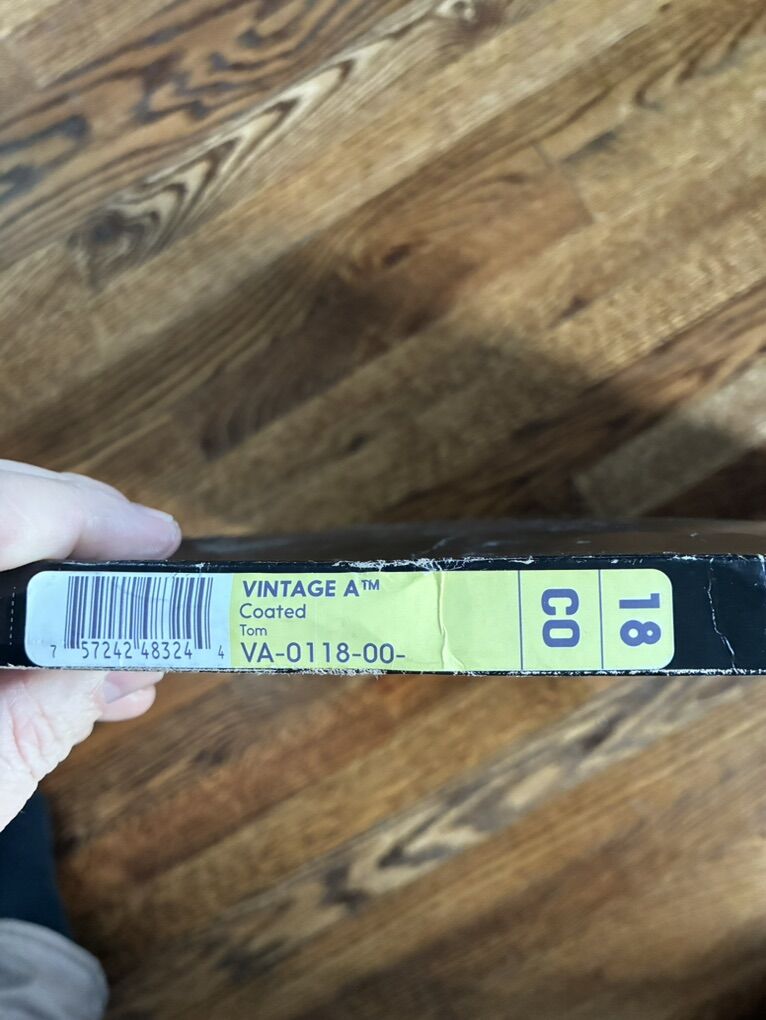 VINTAGE A™
Coated
Tom
VA-0118-00-
7 57242 48324 4
CO
18